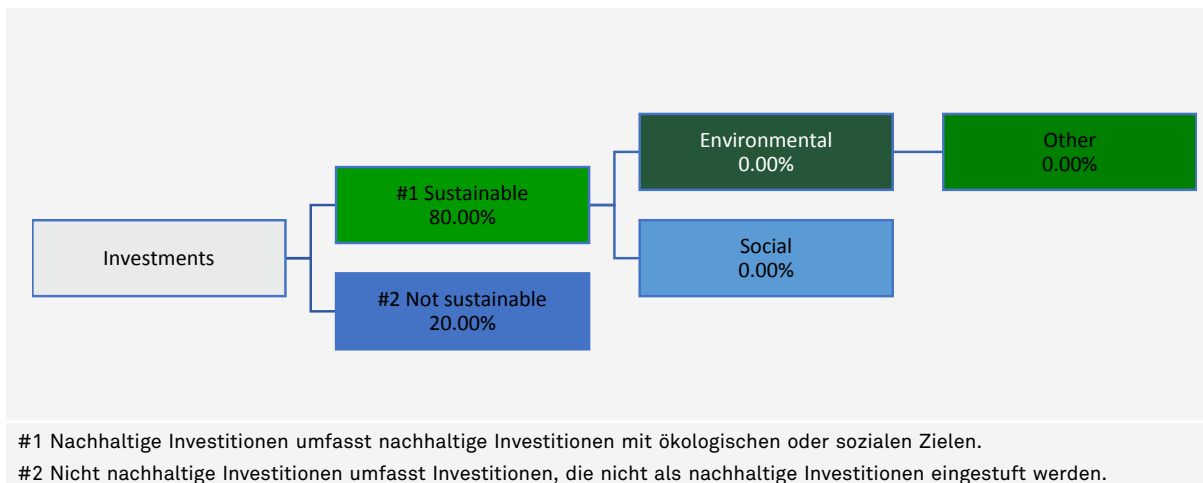 Environmental
0.00%
Other
0.00%
#1 Sustainable
80.00%
Investments
Social
0.00%
#2 Not sustainable
20.00%
#1 Nachhaltige Investitionen umfasst nachhaltige Investitionen mit ökologischen oder sozialen Zielen.
#2 Nicht nachhaltige Investitionen umfasst Investitionen, die nicht als nachhaltige Investitionen eingestuft werden.